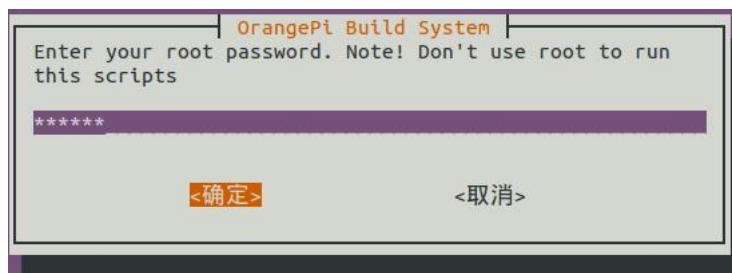 OrangePi Build System
Enter your root password. Note! Don't use root to run
this scripts
******
<确定> <取消>